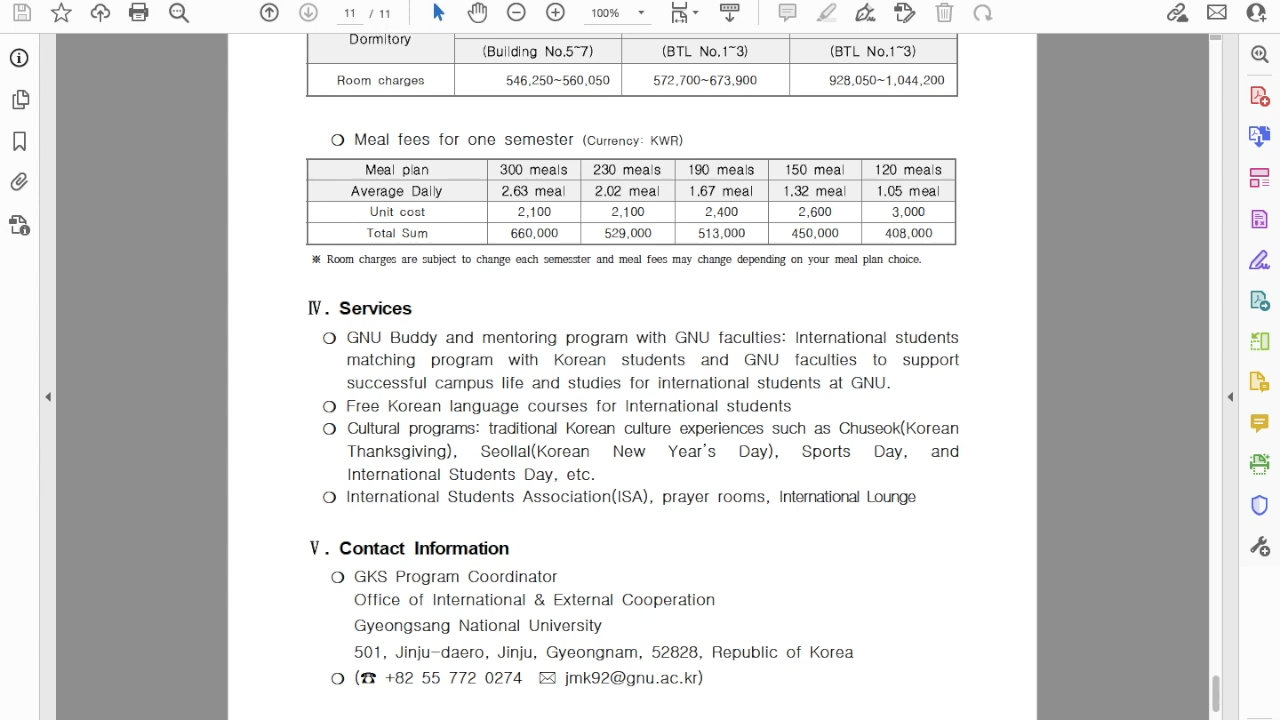 11 / 11 100%
Dormitory
(Building No.5~7) (BTL No.1~3) (BTL No.1~3)
Room charges 546,250~560,050 572,700~673,900 928,050~1,044,200
❍ Meal fees for one semester (Currency: KWR)
Meal plan 300 meals 230 meals 190 meals 150 meal 120 meals
Average Daily 2.63 meal 2.02 meal 1.67 meal 1.32 meal 1.05 meal
Unit cost 2,100 2,100 2,400 2,600 3,000
Total Sum 660,000 529,000 513,000 450,000 408,000
※ Room charges are subject to change each semesster and meal fees may change depending on your meal plan choice.
Ⅳ. Services
❍ GNU Buddy and mentoring program with GNU faculties: International students
matching program with Korean students and GNU faculties to support
successful campus life and studies for international students at GNU.
❍ Free Korean language courses for International students
❍ Cultural programs: traditional Korean culture experiences such as Chuseok(Korean
Thanksgiving), Seollal(Korean New Year's Day), Sports Day, and
International Students Day, etc.
❍ International Students Association(ISA), prayer rooms, International Lounge
Ⅴ. Contact Information
❍ GKS Program Coordinator
Office of International & External Cooperation
Gyeongsang National University
501, Jinju-daero, Jinju, Gyeongnam, 52828, Republic of Korea
❍ (☎ +82 55 772 0274 ✉ jmk92@gnu.ac.kr)